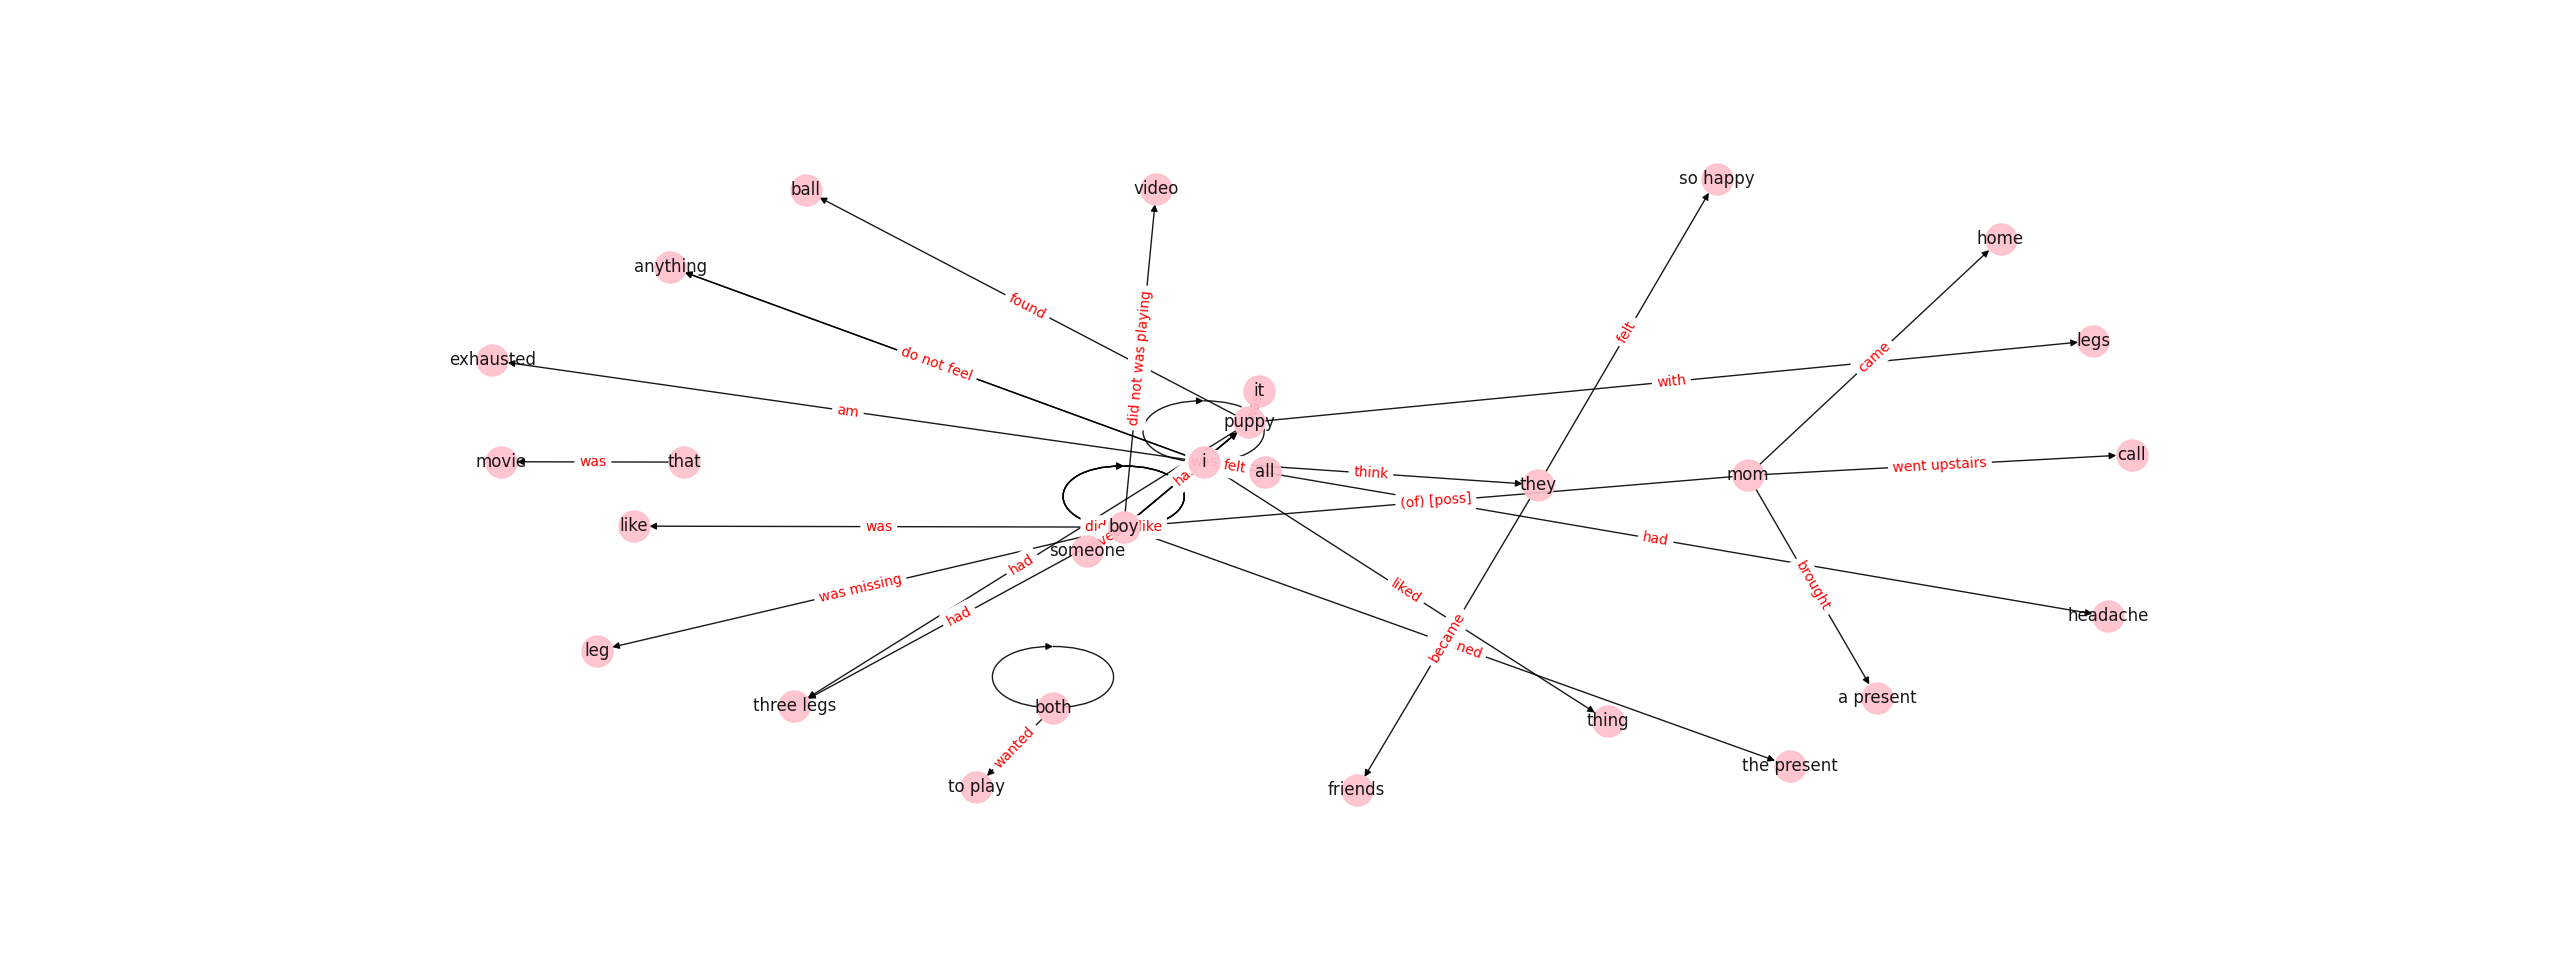 so happy
ball
video
home
anything
found
felt
legs
came
exhausted
do not feel
did not was playing
it
with
am
puppy
call
movie
was
that
i
felt
all
think
they
mom
went upstairs
(of) [poss]
like
was
did
boy
like
had
someone
had
was missing
liked
brought
headache
had
leg
became
three legs
both
a present
thing
wanted
the present
to play
friends